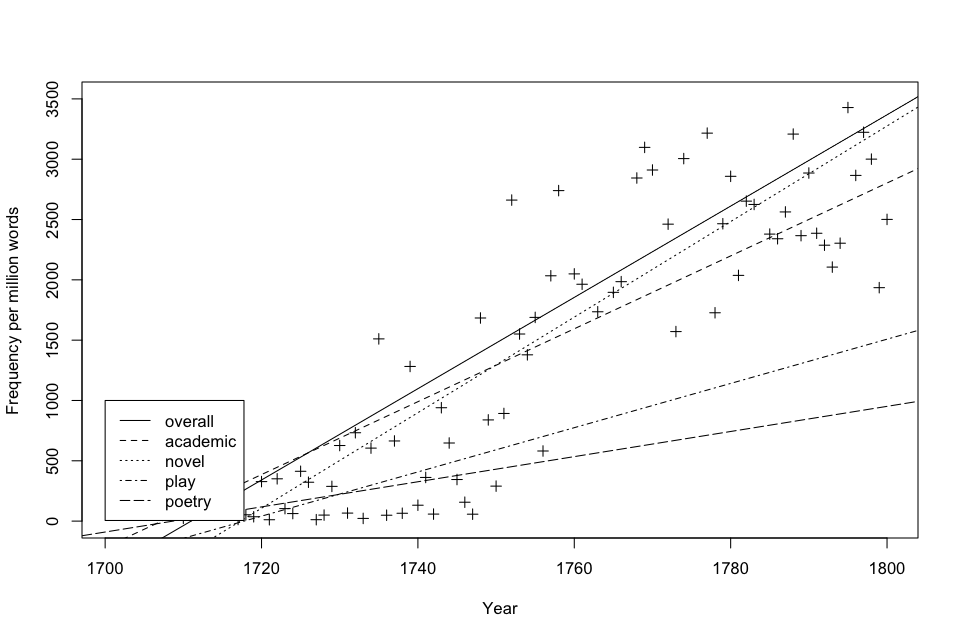 3500
3000
2500
2000
1500
1000
500
0
Frequency per million words
overall
academic
novel
play
poetry
1700 1720 1740 1760 1780 1800
Year